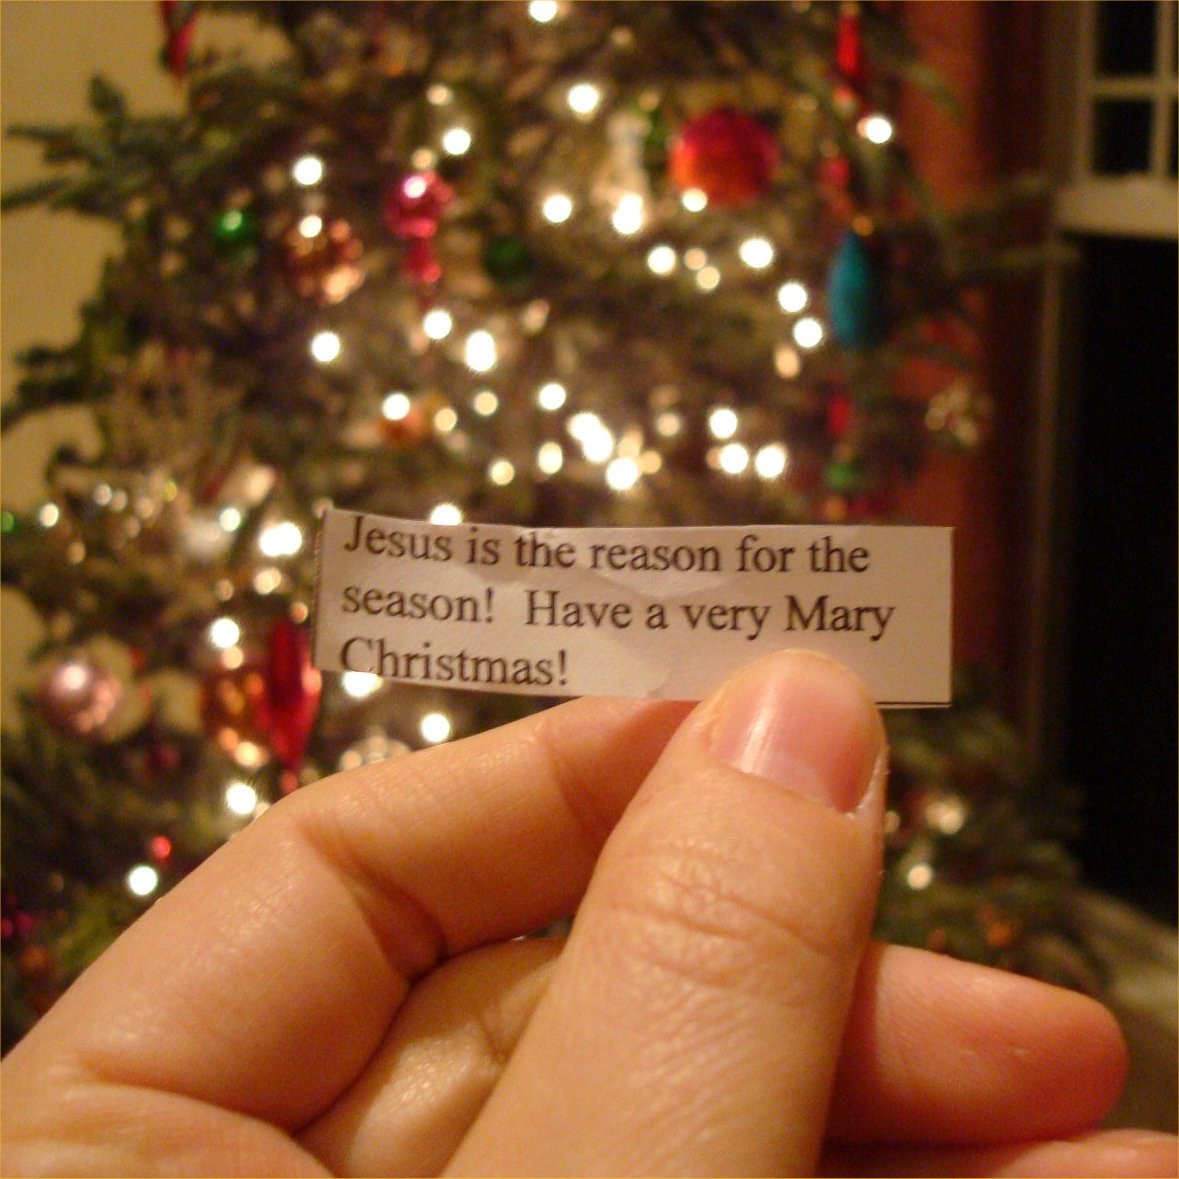 Jesus is the reason for the
season!  Have a very Mary
Christmas!